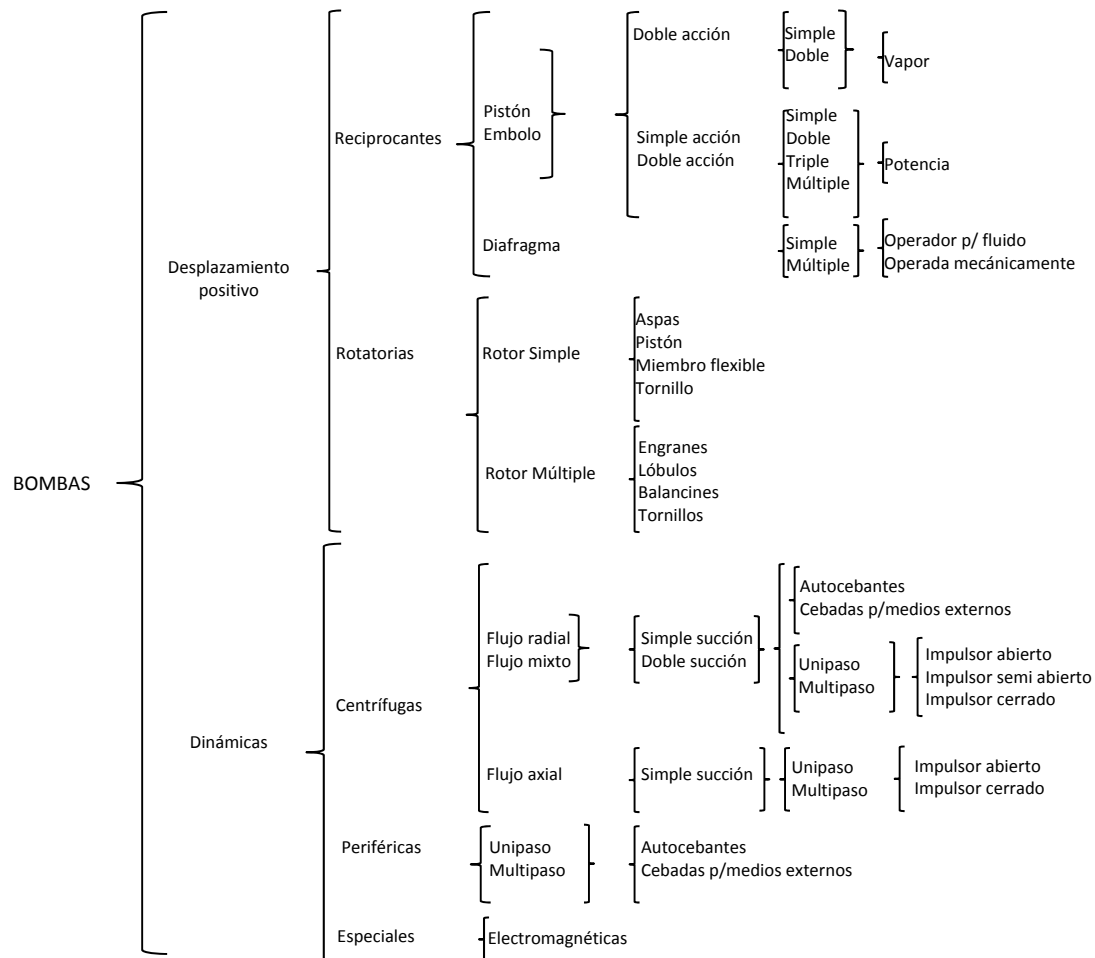 BOMBAS
Desplazamiento
positivo
Reciprocantes
Pistón
Embolo
Doble acción
Simple
Doble
Vapor
Simple acción
Doble acción
Simple
Doble
Triple
Múltiple
Potencia
Diafragma
Simple
Múltiple
Operador p/ fluido
Operada mecánicamente
Rotatorias
Rotor Simple
Aspas
Pistón
Miembro flexible
Tornillo
Rotor Múltiple
Engranes
Lóbulos
Balancines
Tornillos
Dinámicas
Centrífugas
Flujo radial
Flujo mixto
Simple succión
Doble succión
Autocebantes
Cebadas p/medios externos
Unipaso
Multipaso
Impulsor abierto
Impulsor semi abierto
Impulsor cerrado
Flujo axial
Simple succión
Unipaso
Multipaso
Impulsor abierto
Impulsor cerrado
Periféricas
Unipaso
Multipaso
Autocebantes
Cebadas p/medios externos
Especiales
Electromagnéticas